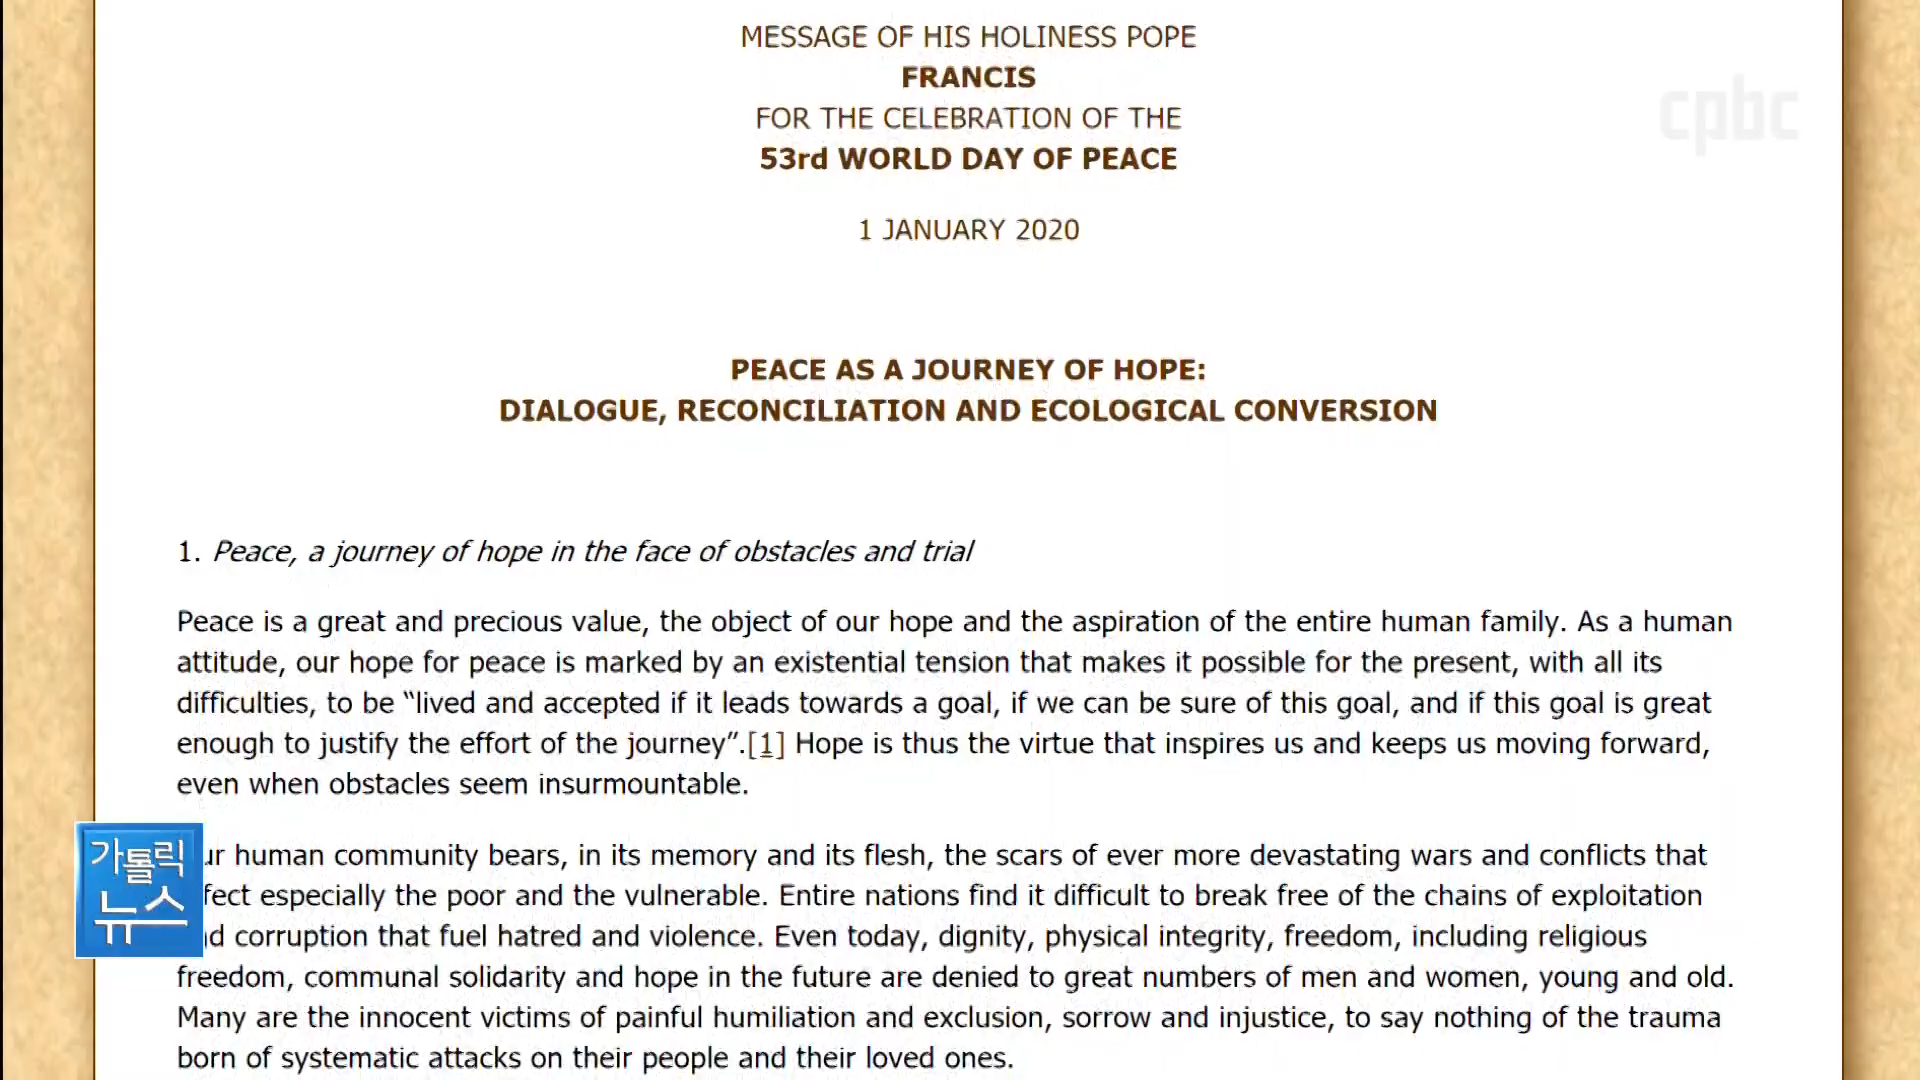 MESSAGE OF HIS HOLINESS POPE
FRANCIS
FOR THE CELEBRATION OF THE
53rd WORLD DAY OF PEACE
cpbc
1 JANUARY 2020
PEACE AS A JOURNEY OF HOPE:
DIALOGUE, RECONCILIATION AND ECOLOGICAL CONVERSION
1. Peace, a journey of hope in the face of obstacles and trial
Peace is a great and precious value, the object of our hope and the aspiration of the entire human family. As a human
attitude, our hope for peace is marked by an existential tension that makes it possible for the present, with all its
difficulties, to be “lived and accepted if it leads towards a goal, if we can be sure of this goal, and if this goal is great
enough to justify the effort of the journey”.[1] Hope is thus the virtue that inspires us and keeps us moving forward,
even when obstacles seem insurmountable.
ur human community bears, in its memory and its flesh, the scars of ever more devastating wars and conflicts that
fect especially the poor and the vulnerable. Entire nations find it difficult to break free of the chains of exploitation
d corruption that fuel hatred and violence. Even today, dignity, physical integrity, freedom, including religious
freedom, communal solidarity and hope in the future are denied to great numbers of men and women, young and old.
Many are the innocent victims of painful humiliation and exclusion, sorrow and injustice, to say nothing of the trauma
born of systematic attacks on their people and their loved ones.
가톨릭
뉴스